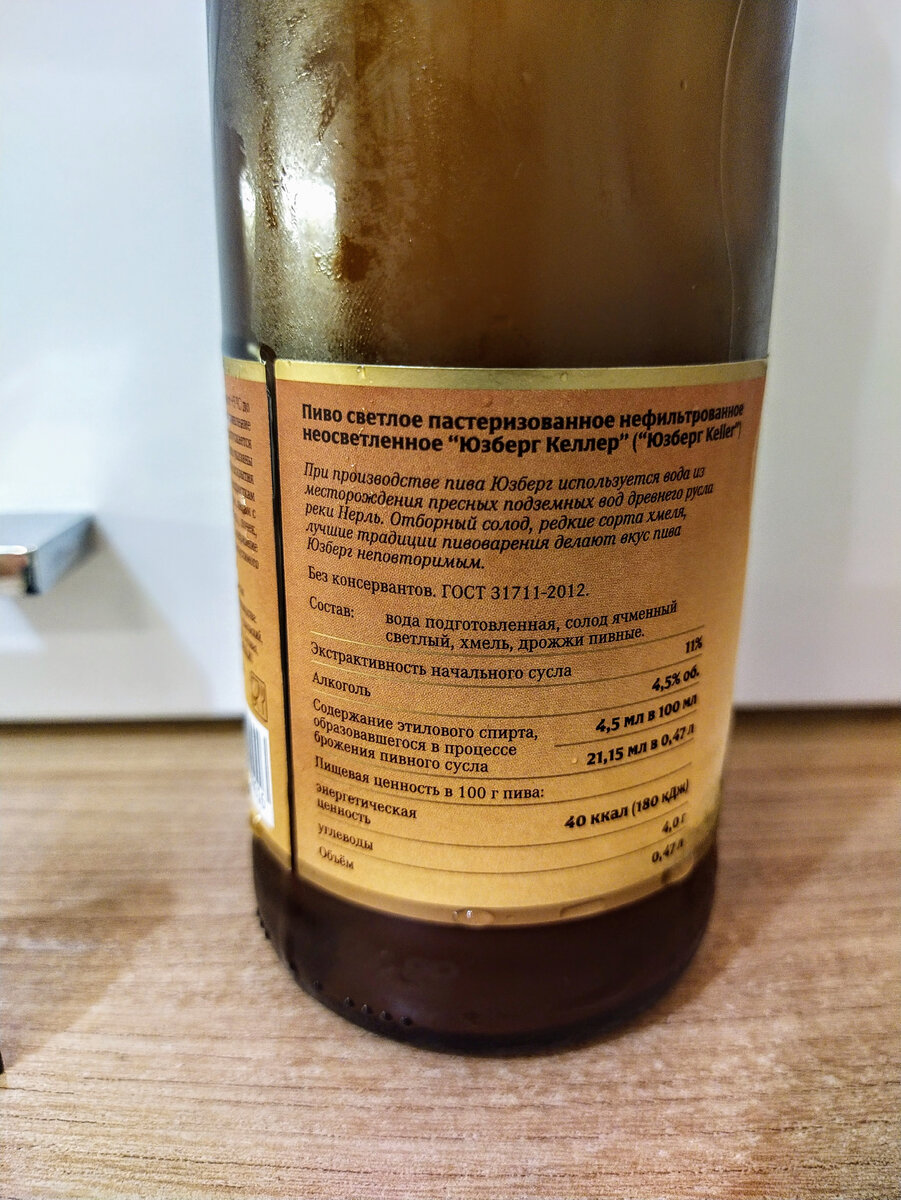 Пиво светлое пастеризованное нефильтрованное
неосветленное “Юзберг Келлер” (“Юзберг Keller”)
При производстве пива Юзберг используется вода из
месторождения пресных подземных вод древнего русла
реки Нерль. Отборный солод, редкие сорта хмеля,
лучшие традиции пивоварения делают вкус пива
Юзберг неповторимым.
Без консервантов. ГОСТ 31711-2012.
Состав: вода подготовленная, солод ячменный
светлый, хмель, дрожжи пивные.
Экстрактивность начального сусла 11%
Алкоголь 4,5% об.
Содержание этилового спирта, 4,5 мл в 100 мл
образовавшегося в процессе
брожения пивного сусла 21,15 мл в 0,47 л
Пищевая ценность в 100 г пива:
энергетическая
ценность 40 ккал (180 кДж)
углеводы 4,0 г
Объём 0,47 л